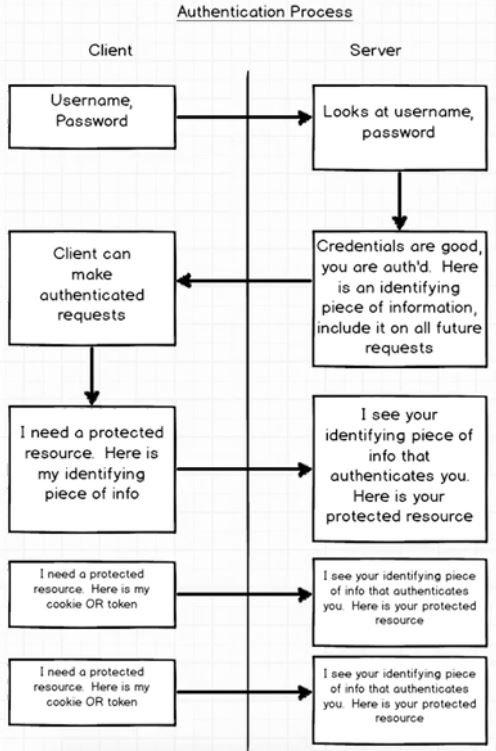 Authentication Process
Client
Server
Username,
Password
Looks at username,
password
Credentials are good,
you are auth'd. Here
is an identifying
piece of information,
include it on all future
requests
Client can
make
authenticated
requests
I need a protected
resource. Here is
my identifying
piece of info
I see your
identifying piece of
info that
authenticates you.
Here is your
protected resource
I need a protected
resource. Here is my
cookie OR token
I see your identifying piece
of info that authenticates
you. Here is your protected
resource
I need a protected
resource. Here is my
cookie OR token
I see your identifying piece
of info that authenticates
you. Here is your protected
resource